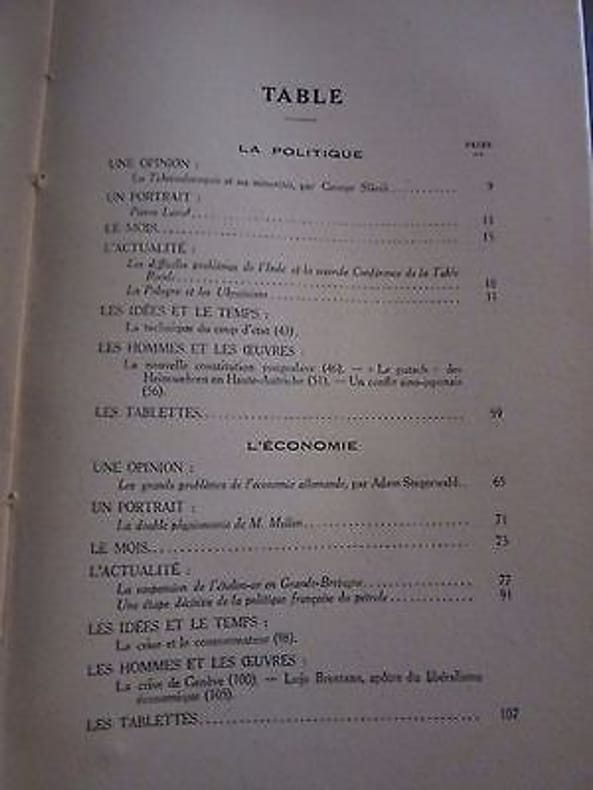 TABLE
LA POLITIQUE
PAGES
UNE OPINION :
La Tchécoslovaquie et ses minorités, par George Slàvik 9
UN PORTRAIT :
Pierre Laval 11
LE MOIS 15
L'ACTUALITÉ :
Les difficiles problèmes de l'Inde et la seconde Conférence de la Table
Ronde
La Pologne et les Ukrainiens
LES IDÉES ET LE TEMPS :
La technique du coup d'état (43).
LES HOMMES ET LES ŒUVRES :
La nouvelle constitution yougoslave (46). — « Le putsch » des
Heimwehren en Haute-Autriche (51). — Un conflit sino-japonais
(56).
LES TABLETTES 59
L'ÉCONOMIE
UNE OPINION :
Les grands problèmes de l'économie allemande, par Adam Stegerwald 65
UN PORTRAIT :
La double physionomie de M. Mellon 71
LE MOIS 73
L'ACTUALITÉ :
La suspension de l'étalon-or en Grande-Bretagne 77
Une étape décisive de la politique française du pétrole 91
LES IDÉES ET LE TEMPS :
La crise et le consommateur (98).
LES HOMMES ET LES ŒUVRES :
La crise de Genève (100). — Lujo Brentano, apôtre du libéralisme
économique (105).
LES TABLETTES 107